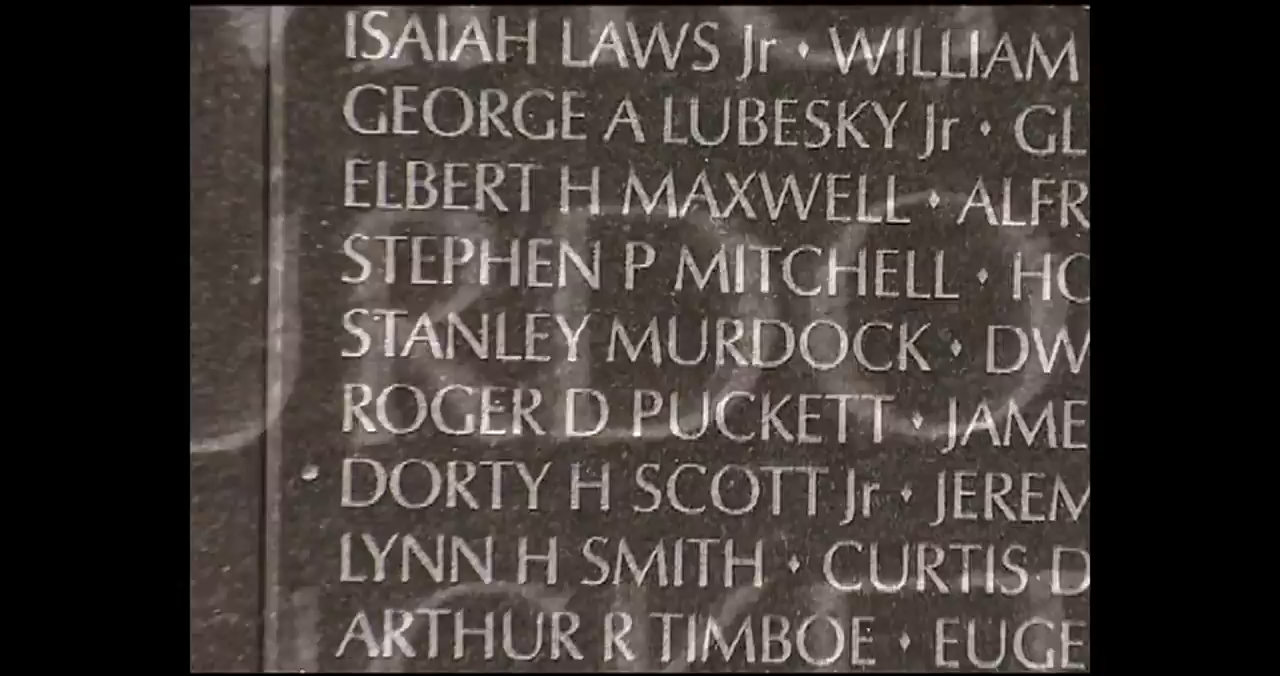 ISAIAH LAWS Jr ⬧ WILLIAM
GEORGE A LUBESKY Jr ⬧ GL
ELBERT H MAXWELL ⬧ ALFR
STEPHEN P MITCHELL ⬧ HO
STANLEY MURDOCK ⬧ DW
ROGER D PUCKETT ⬧ JAME
DORTY H SCOTT Jr ⬧ JEREM
LYNN H SMITH ⬧ CURTIS D
ARTHUR R TIMBOE ⬧ EUGE